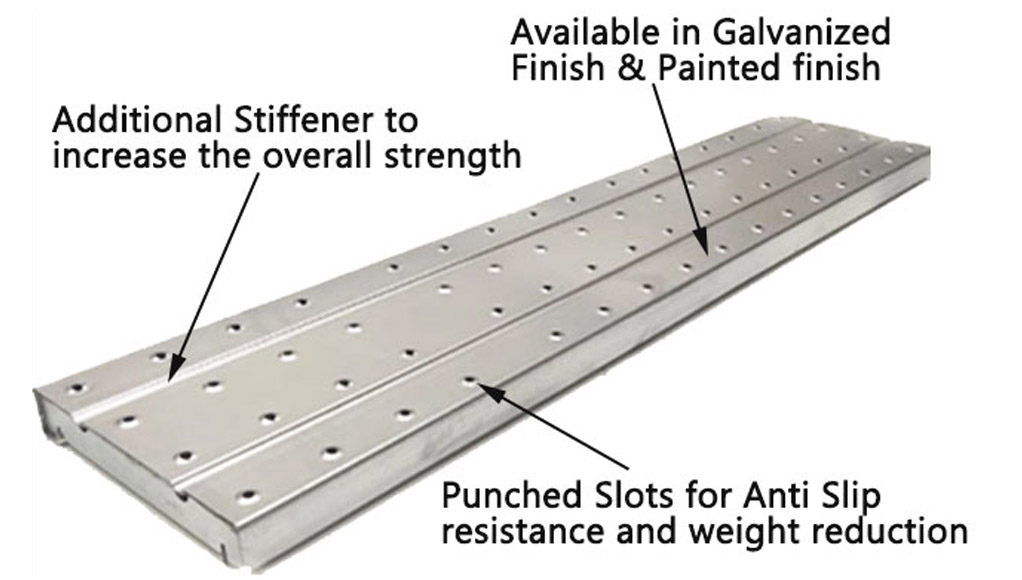 Available in Galvanized
Finish & Painted finish
Additional Stiffener to
increase the overall strength
Punched Slots for Anti Slip
resistance and weight reduction